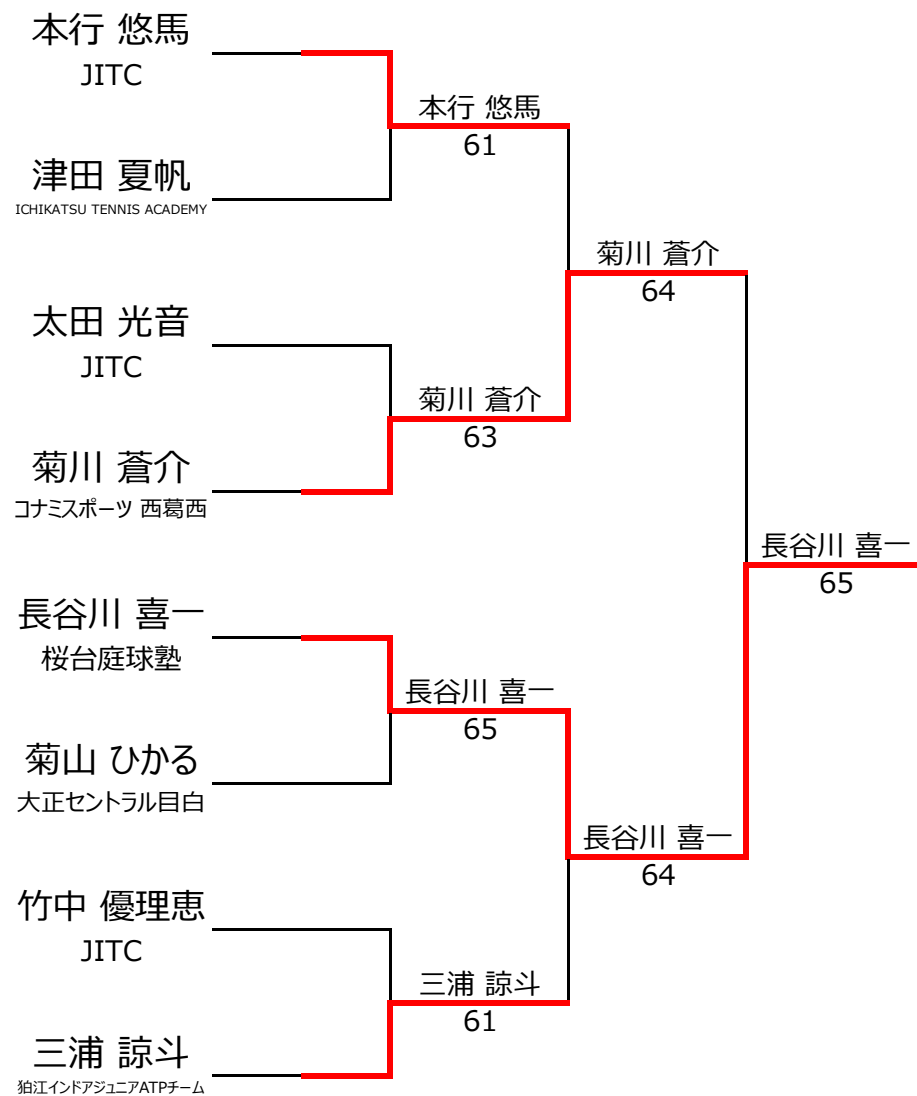 本行 悠馬
JITC
本行 悠馬
61
津田 夏帆
ICHIKATSU TENNIS ACADEMY
菊川 蒼介
64
太田 光音
JITC
菊川 蒼介
63
菊川 蒼介
コナミスポーツ 西葛西
長谷川 喜一
65
長谷川 喜一
桜台庭球塾
長谷川 喜一
65
菊山 ひかる
大正セントラル目白
長谷川 喜一
64
竹中 優理恵
JITC
三浦 諒斗
61
三浦 諒斗
狛江インドアジュニアATPチーム